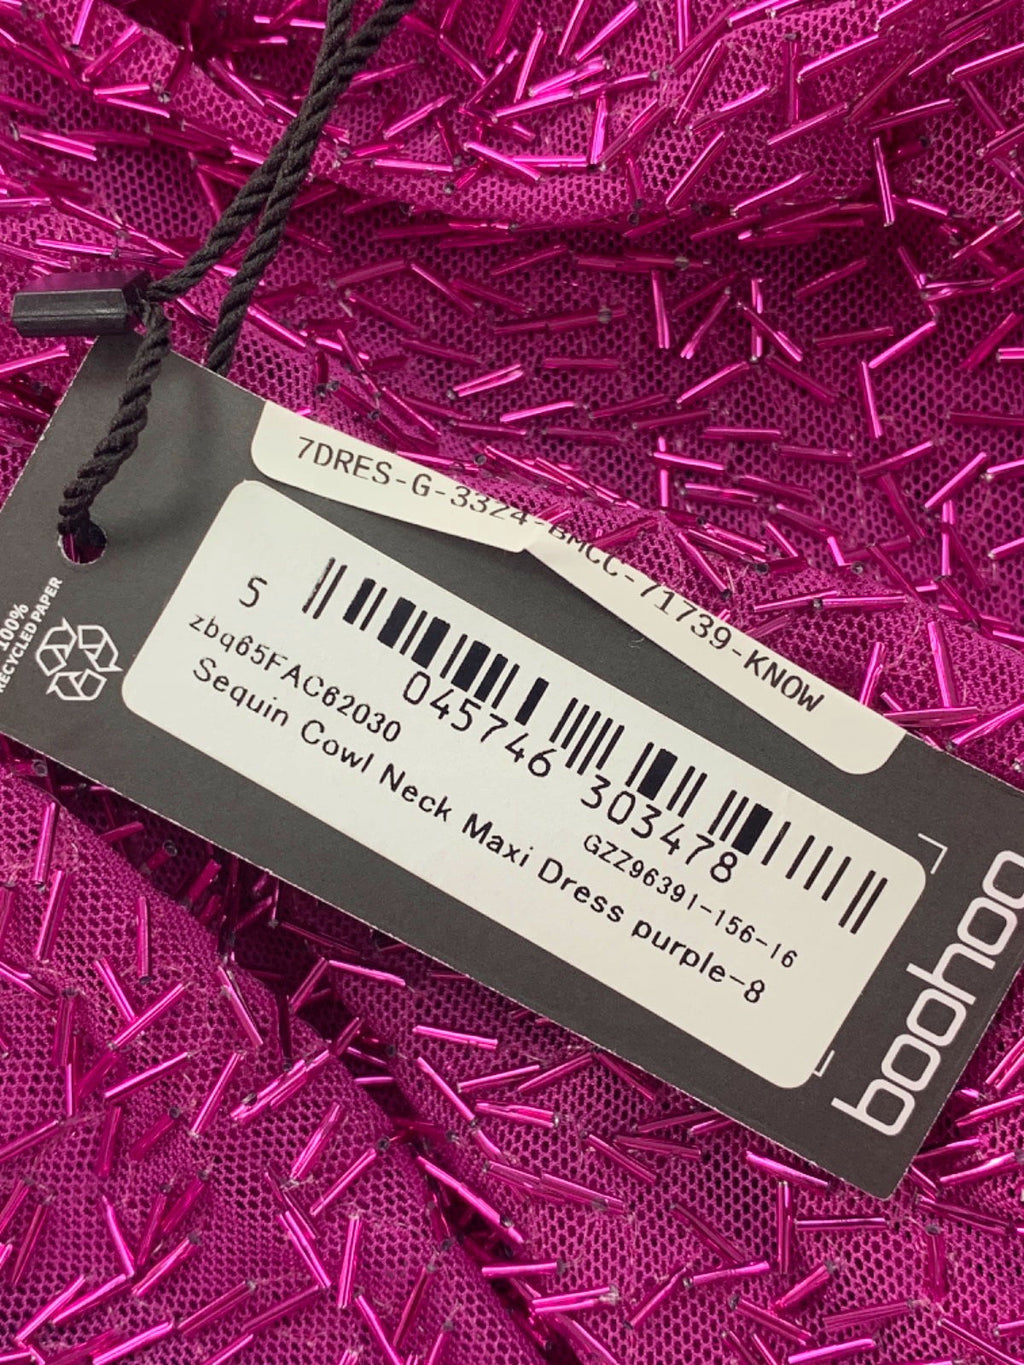 7DRES-G-3324-BMCC-71739-KNOW
5 045746 303478
zbq65FAC62030 GZZ96391-156-16
Sequin Cowl Neck Maxi Dress purple-8
100%
RECYCLED PAPER
boohoo